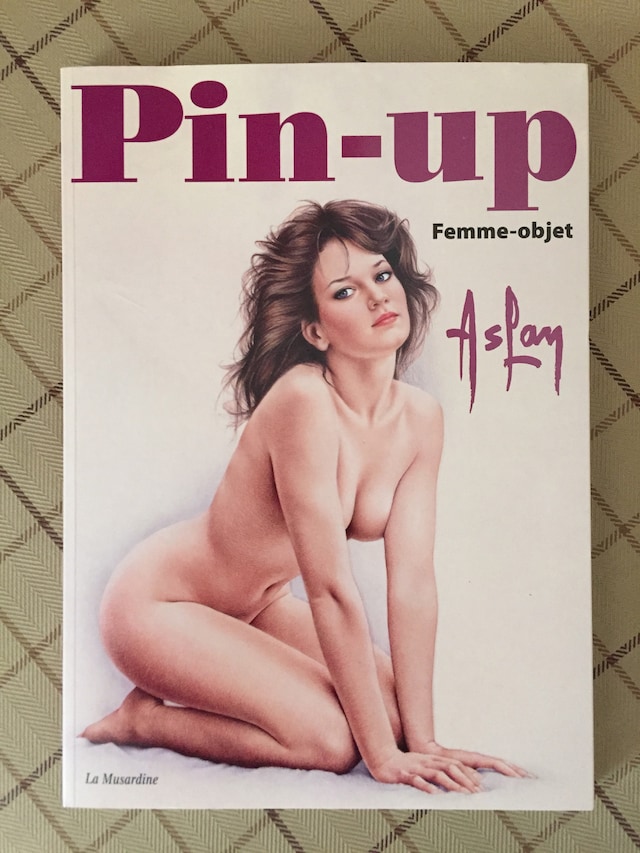 Pin-up
Femme-objet
Aslan
La Musardine